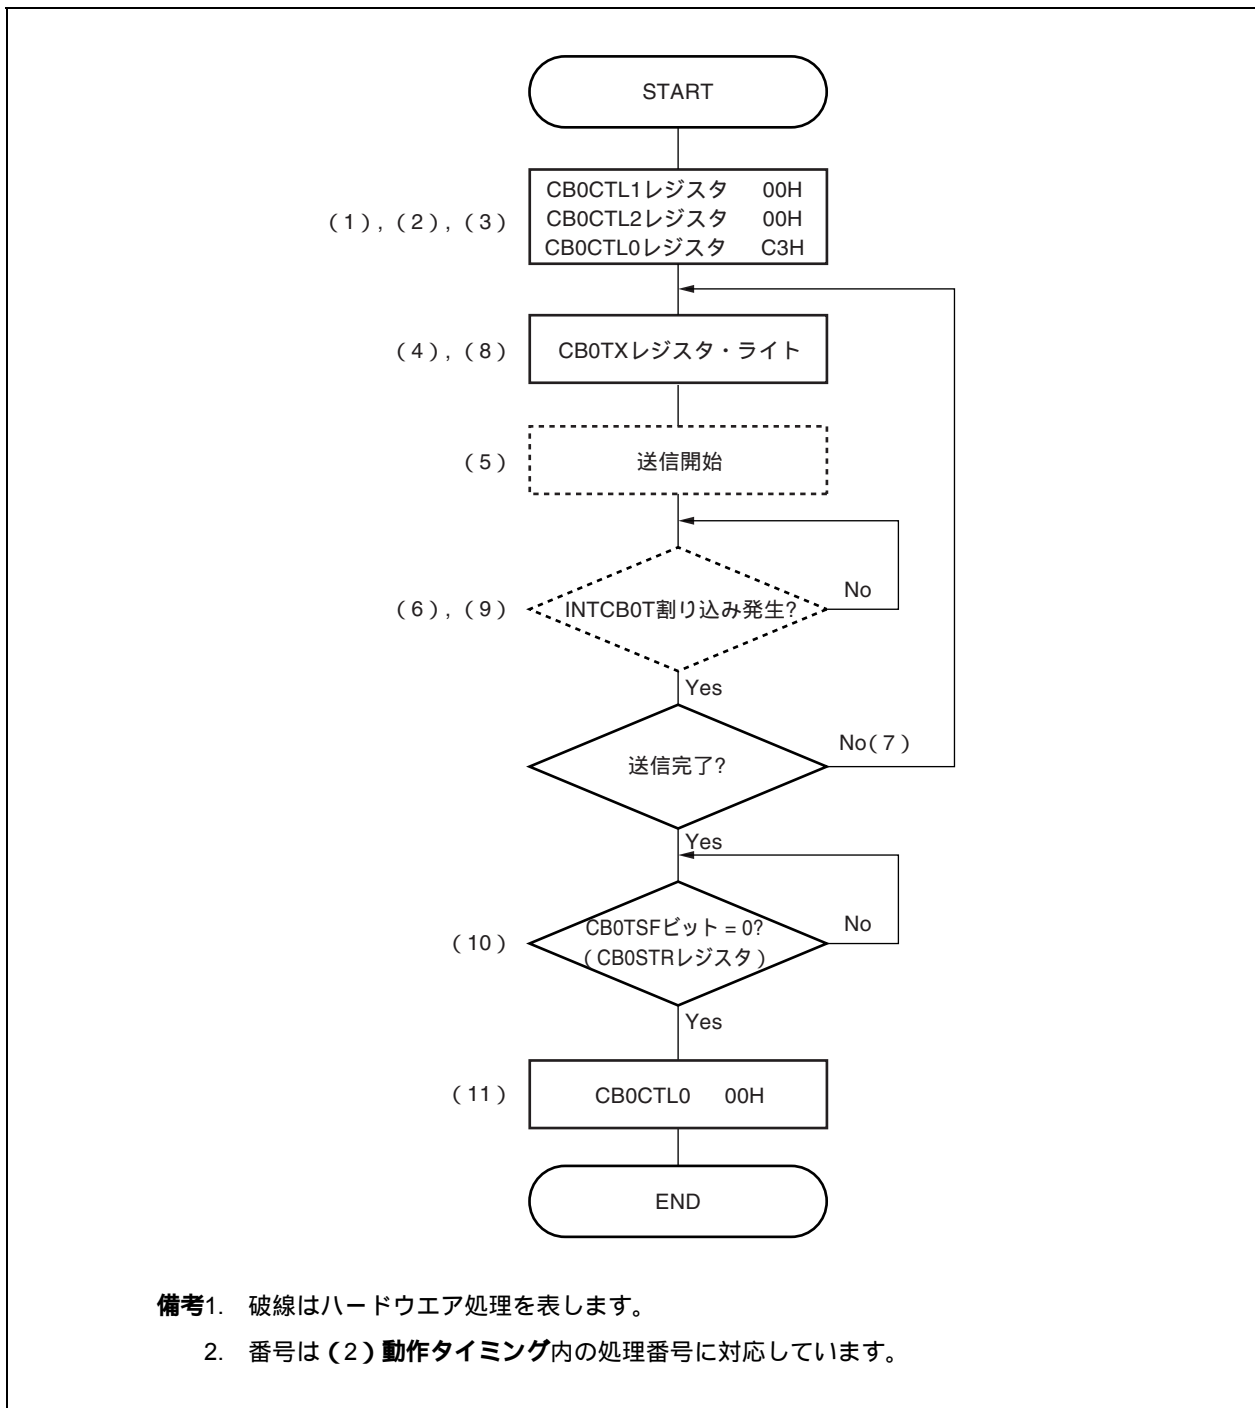 START
(1), (2), (3)
CB0CTL1レジスタ 00H
CB0CTL2レジスタ 00H
CB0CTL0レジスタ C3H
(4), (8)
CB0TXレジスタ・ライト
(5)
送信開始
(6), (9)
INTCB0T割り込み発生?
No
Yes
送信完了?
No(7)
Yes
(10)
CB0TSFビット = 0?
(CB0STRレジスタ)
No
Yes
(11)
CB0CTL0 00H
END
備考1. 破線はハードウエア処理を表します。
2. 番号は(2)動作タイミング内の処理番号に対応しています。